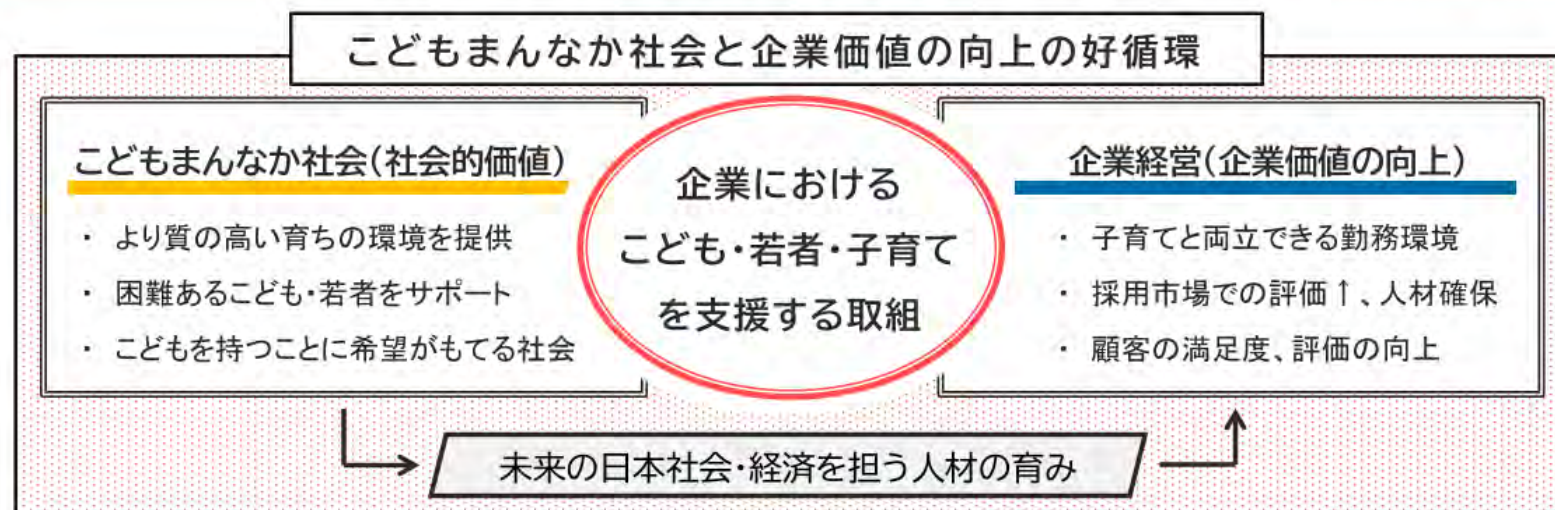 こどもまんなか社会と企業価値の向上の好循環
こどもまんなか社会(社会的価値)
・ より質の高い育ちの環境を提供
・ 困難あるこども・若者をサポート
・ こどもを持つことに希望がもてる社会
企業における
こども・若者・子育て
を支援する取組
企業経営(企業価値の向上)
・ 子育てと両立できる勤務環境
・ 採用市場での評価↑、人材確保
・ 顧客の満足度、評価の向上
未来の日本社会・経済を担う人材の育み